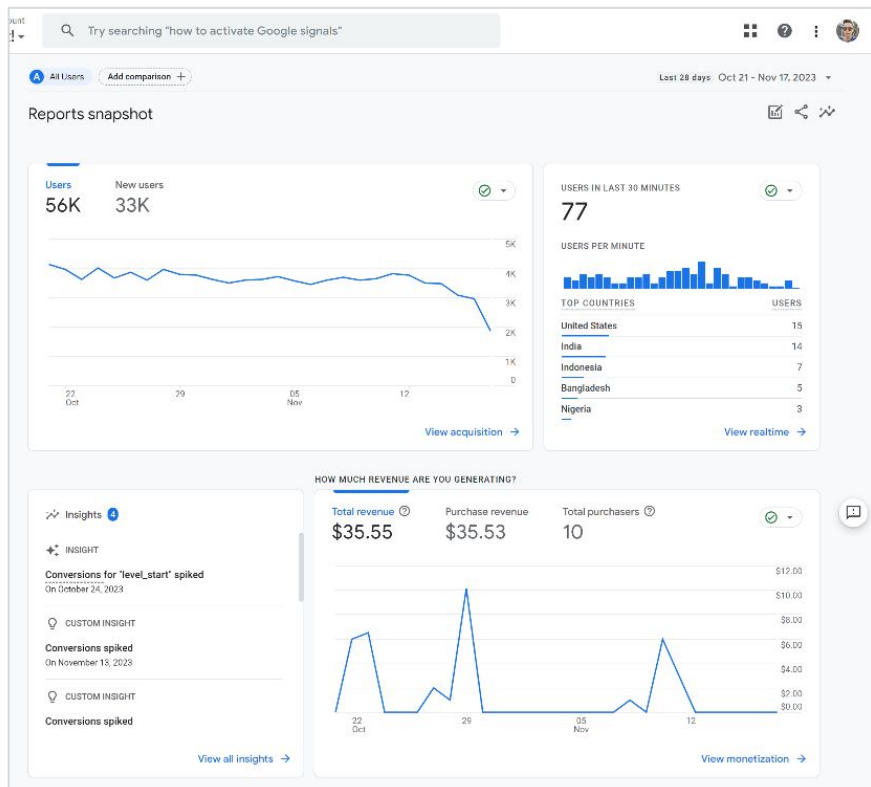 Try searching "how to activate Google signals"
A All Users Add comparison + Last 28 days Oct 21 - Nov 17, 2023
Reports snapshot
Users New users
56K 33K
5K
4K
3K
2K
1K
0
22 29 05 12
Oct Nov
View acquisition →
USERS IN LAST 30 MINUTES
77
USERS PER MINUTE
TOP COUNTRIES USERS
United States 15
India 14
Indonesia 7
Bangladesh 5
Nigeria 3
View realtime →
HOW MUCH REVENUE ARE YOU GENERATING?
Insights 4
INSIGHT
Conversions for "level_start" spiked
On October 24, 2023
CUSTOM INSIGHT
Conversions spiked
On November 13, 2023
CUSTOM INSIGHT
Conversions spiked
View all insights →
Total revenue Purchase revenue Total purchasers
$35.55 $35.53 10
$12.00
$10.00
$8.00
$6.00
$4.00
$2.00
$0.00
22 29 05 12
Oct Nov
View monetization →